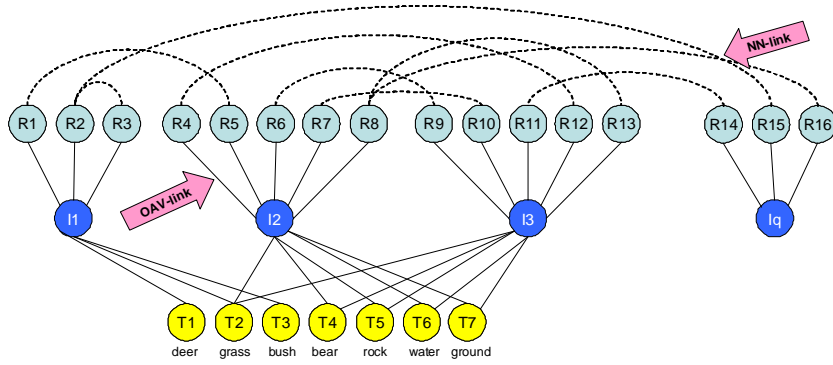 NN-link
R1 R2 R3 R4 R5 R6 R7 R8 R9 R10 R11 R12 R13 R14 R15 R16
OAV-link
I1 I2 I3 Iq
T1 T2 T3 T4 T5 T6 T7
deer grass bush bear rock water ground